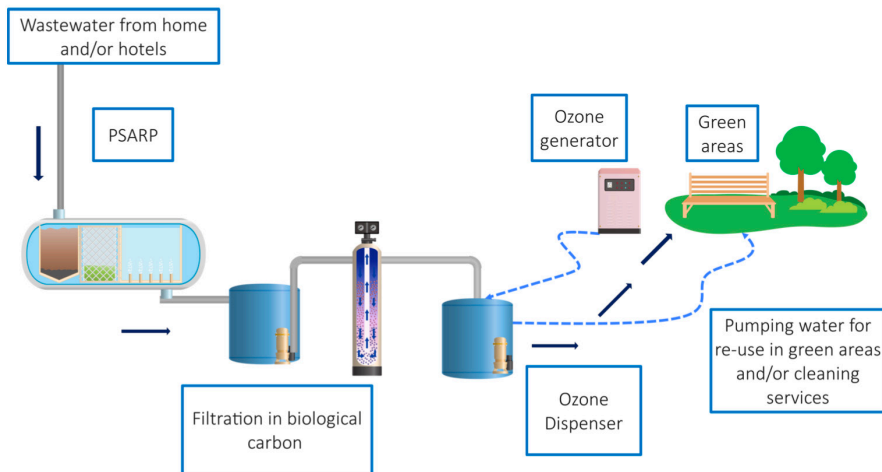 Wastewater from home
and/or hotels
PSARP
Ozone
generator
Green
areas
Filtration in biological
carbon
Ozone
Dispenser
Pumping water for
re-use in green areas
and/or cleaning
services